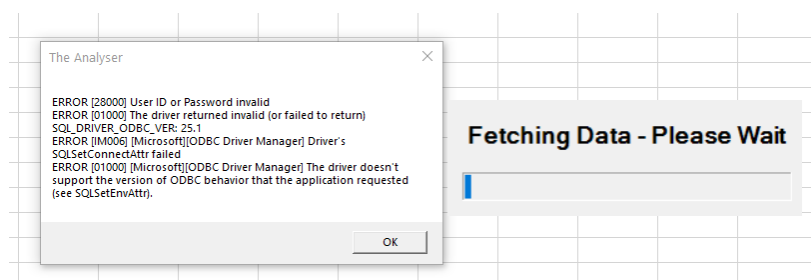 The Analyser
ERROR [28000] User ID or Password invalid
ERROR [01000] The driver returned invalid (or failed to return)
SQL_DRIVER_ODBC_VER: 25.1
ERROR [IM006] [Microsoft][ODBC Driver Manager] Driver's
SQLSetConnectAttr failed
ERROR [01000] [Microsoft][ODBC Driver Manager] The driver doesn't
support the version of ODBC behavior that the application requested
(see SQLSetEnvAttr).
OK
Fetching Data - Please Wait